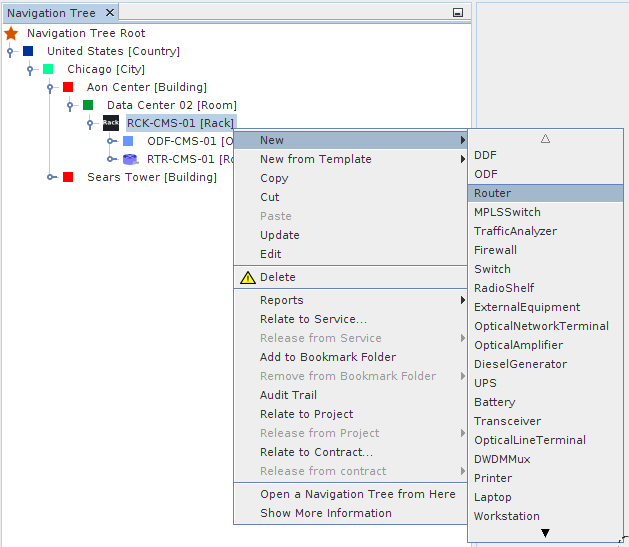 Navigation Tree
Navigation Tree Root
United States [Country]
Chicago [City]
Aon Center [Building]
Data Center 02 [Room]
Rack RCK-CMS-01 [Rack]
ODF-CMS-01 [O
RTR-CMS-01 [Ro
Sears Tower [Building]
New
New from Template
Copy
Cut
Paste
Update
Edit
Delete
Reports
Relate to Service...
Release from Service
Add to Bookmark Folder
Remove from Bookmark Folder
Audit Trail
Relate to Project
Release from Project
Relate to Contract...
Release from contract
Open a Navigation Tree from Here
Show More Information
DDF
ODF
Router
MPLSSwitch
TrafficAnalyzer
Firewall
Switch
RadioShelf
ExternalEquipment
OpticalNetworkTerminal
OpticalAmplifier
DieselGenerator
UPS
Battery
Transceiver
OpticalLineTerminal
DWDMMux
Printer
Laptop
Workstation